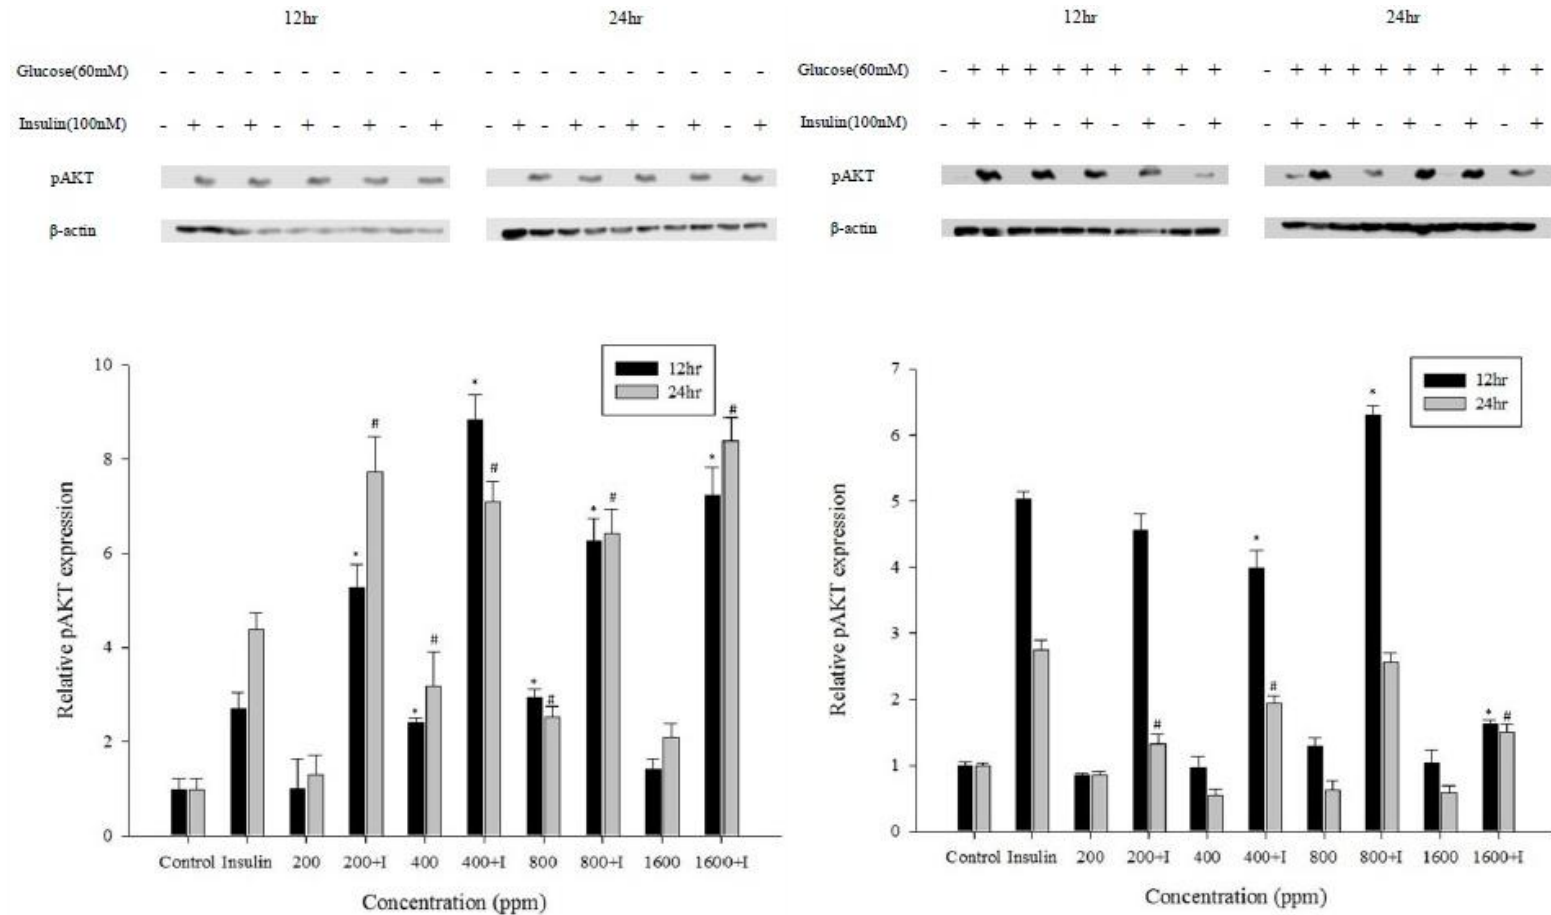 12hr 24hr
Glucose(60mM) - - - - - - - - - - - - - - - - - - - -
Insulin(100nM) - + - + - + - + - + - + - + - + - + - +
pAKT
β-actin
12hr 24hr
Glucose(60mM) - + + + + + + + + + - + + + + + + + + +
Insulin(100nM) - + - + - + - + - + - + - + - + - + - +
pAKT
β-actin
10
8
6
4
2
0
Relative pAKT expression
12hr
24hr
* # * # * # * # * # * #
Control Insulin 200 200+I 400 400+I 800 800+I 1600 1600+I
Concentration (ppm)
7
6
5
4
3
2
1
0
Relative pAKT expression
12hr
24hr
# * # * * #
Control Insulin 200 200+I 400 400+I 800 800+I 1600 1600+I
Concentration (ppm)